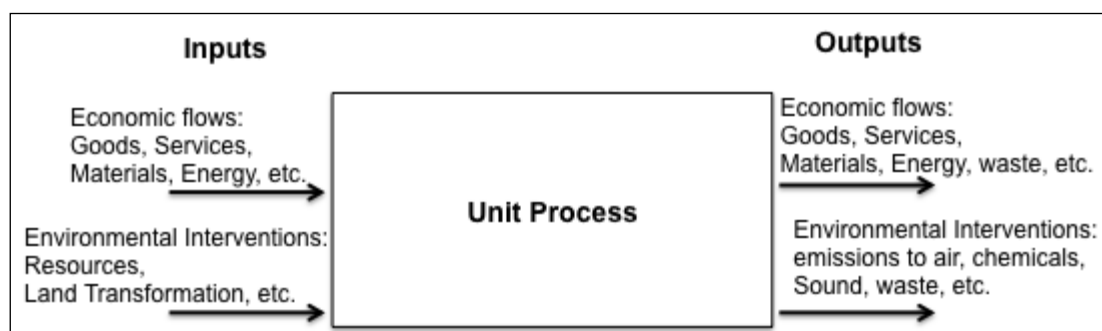 Inputs
Outputs
Economic flows:
Goods, Services,
Materials, Energy, etc.
Environmental Interventions:
Resources,
Land Transformation, etc.
Unit Process
Economic flows:
Goods, Services,
Materials, Energy, waste, etc.
Environmental Interventions:
emissions to air, chemicals,
Sound, waste, etc.